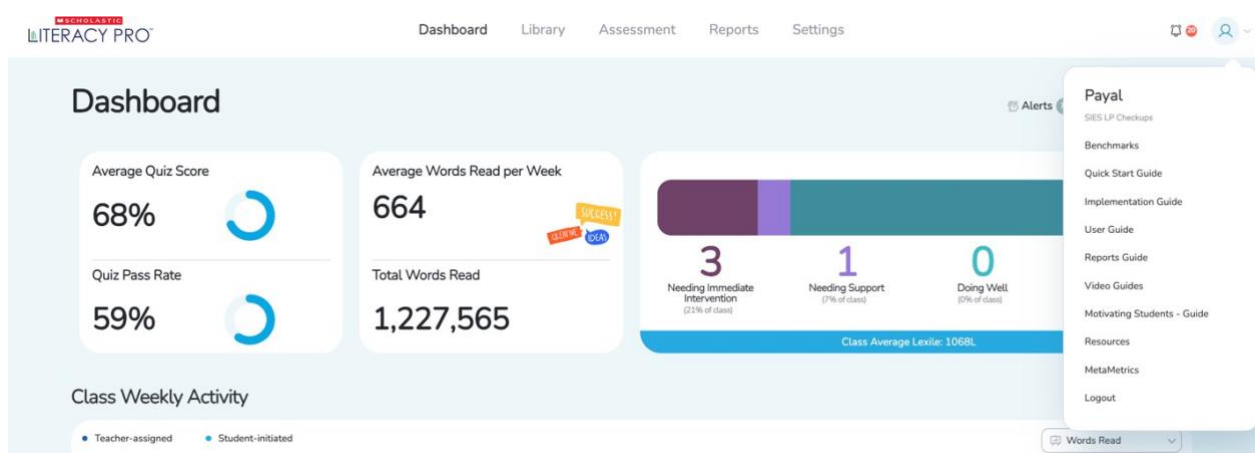 SCHOLASTIC
LITERACY PRO™
Dashboard
Library
Assessment
Reports
Settings
20
Dashboard
Alerts
Average Quiz Score
68%
Quiz Pass Rate
59%
Average Words Read per Week
664
SUCCESS!
CREATIVE
IDEAS
Total Words Read
1,227,565
3
Needing Immediate
Intervention
(21% of class)
1
Needing Support
(7% of class)
0
Doing Well
(0% of class)
Class Average Lexile: 1068L
Payal
SIES LP Checkups
Benchmarks
Quick Start Guide
Implementation Guide
User Guide
Reports Guide
Video Guides
Motivating Students - Guide
Resources
MetaMetrics
Logout
Class Weekly Activity
Teacher-assigned
Student-initiated
Words Read